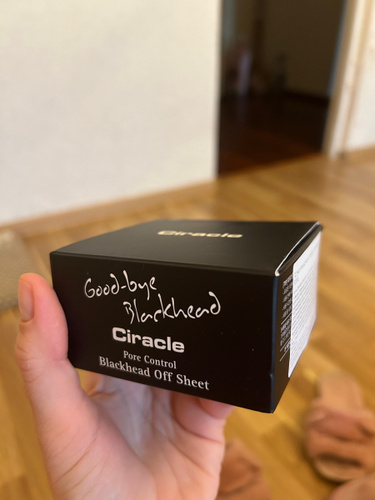 Ciracle
Good-bye
Blackhead
Ciracle
Pore Control
Blackhead Off Sheet